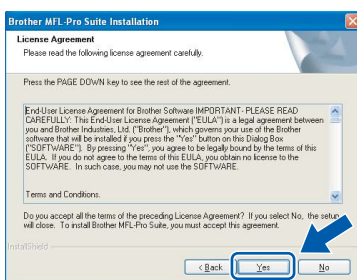 Brother MFL-Pro Suite Installation
License Agreement
Please read the following license agreement carefully.
Press the PAGE DOWN key to see the rest of the agreement.
End-User License Agreement for Brother Software IMPORTANT- PLEASE READ
CAREFULLY: This End-User License Agreement ("EULA") is a legal agreement between
you and Brother Industries, Ltd. ("Brother"), which governs your use of the Brother
software that will be installed if you press the "Yes" button on this Dialog Box
("SOFTWARE"). By pressing "Yes", you agree to be legally bound by the terms of this
EULA. If you do not agree to the terms of this EULA, you obtain no license to the
SOFTWARE. In such case, you may not use the SOFTWARE.
Terms and Conditions.
Do you accept all the terms of the preceding License Agreement? If you select No, the setup
will close. To install Brother MFL-Pro Suite, you must accept this agreement.
InstallShield
< Back
Yes
No